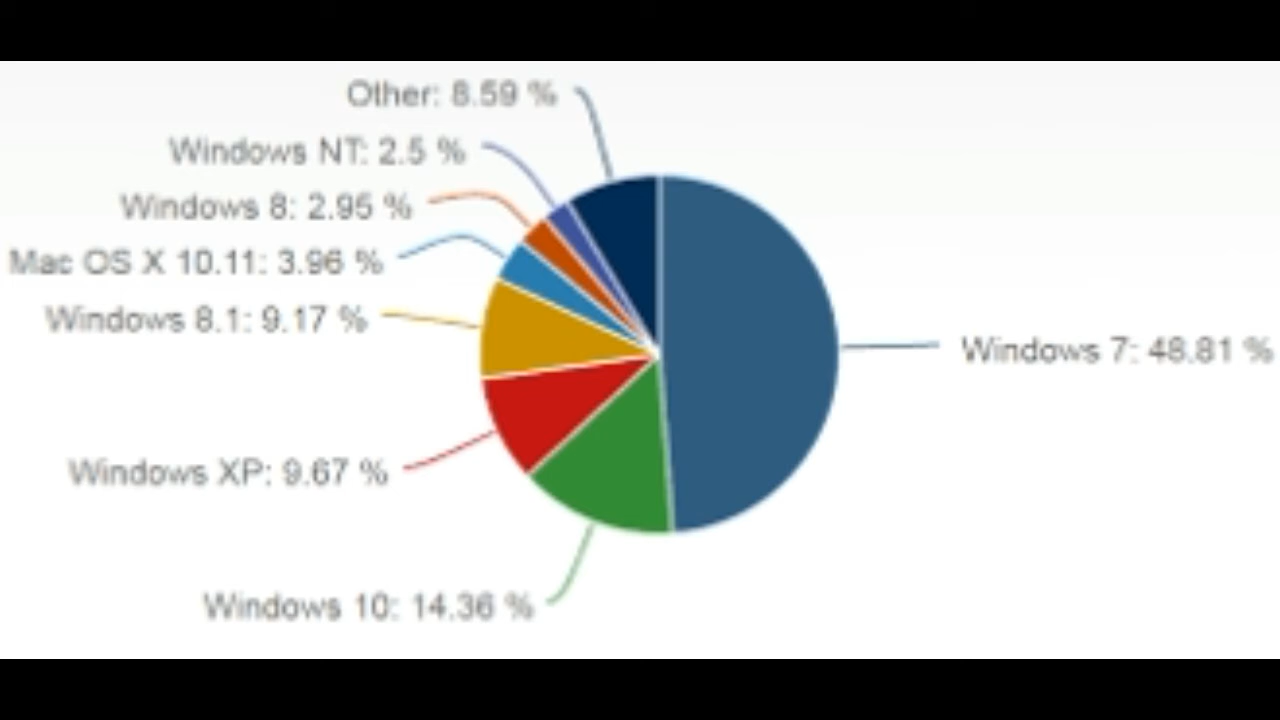 Other: 8.59 %
Windows NT: 2.5 %
Windows 8: 2.95 %
Mac OS X 10.11: 3.96 %
Windows 8.1: 9.17 %
Windows 7: 48.81 %
Windows XP: 9.67 %
Windows 10: 14.36 %